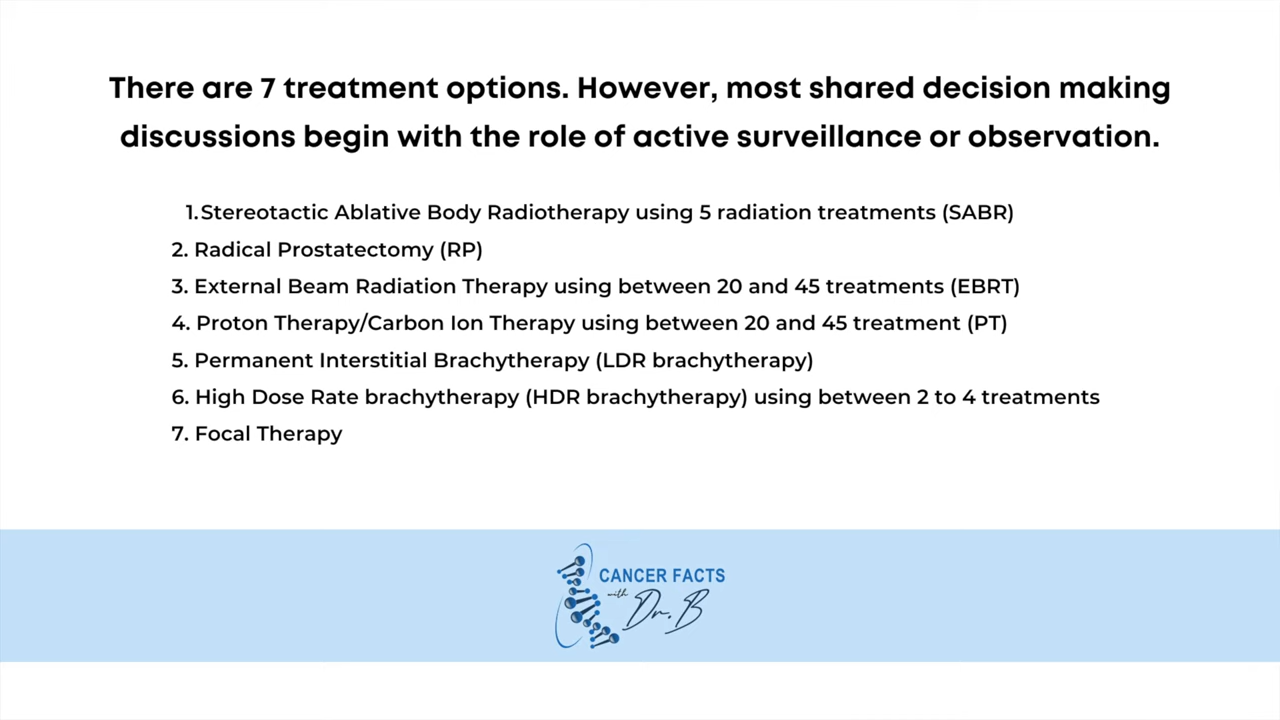 There are 7 treatment options. However, most shared decision making
discussions begin with the role of active surveillance or observation.
1.Stereotactic Ablative Body Radiotherapy using 5 radiation treatments (SABR)
2. Radical Prostatectomy (RP)
3. External Beam Radiation Therapy using between 20 and 45 treatments (EBRT)
4. Proton Therapy/Carbon Ion Therapy using between 20 and 45 treatment (PT)
5. Permanent Interstitial Brachytherapy (LDR brachytherapy)
6. High Dose Rate brachytherapy (HDR brachytherapy) using between 2 to 4 treatments
7. Focal Therapy
CANCER FACTS
with Dr. B